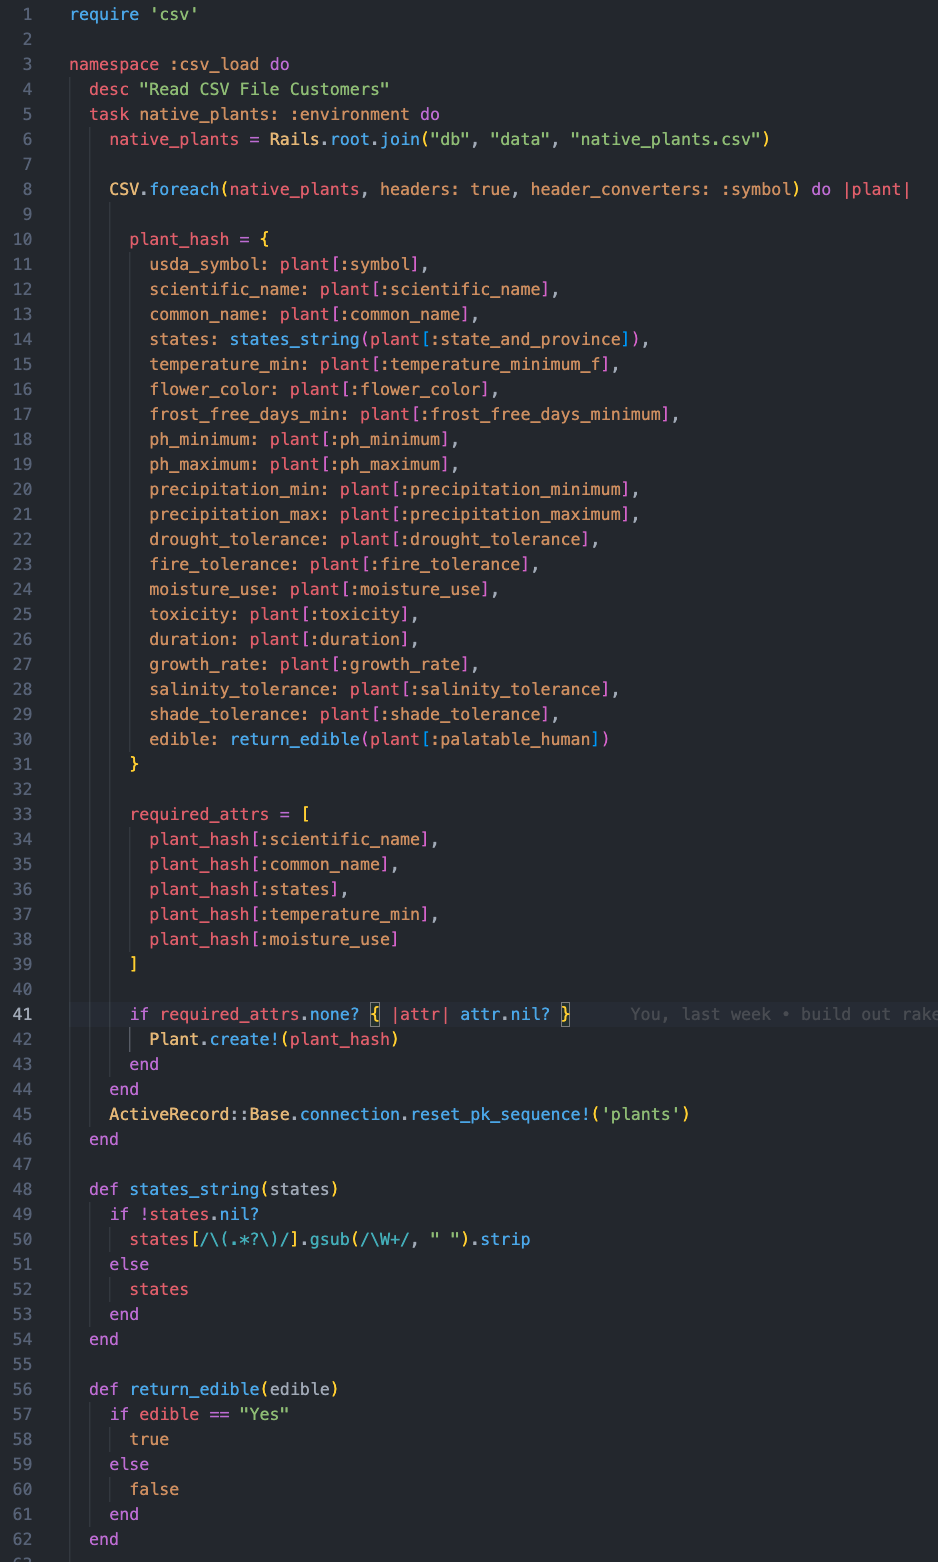 1 require 'csv'
2
3 namespace :csv_load do
4 desc "Read CSV File Customers"
5 task native_plants: :environment do
6 native_plants = Rails.root.join("db", "data", "native_plants.csv")
7
8 CSV.foreach(native_plants, headers: true, header_converters: :symbol) do |plant|
9
10 plant_hash = {
11 usda_symbol: plant[:symbol],
12 scientific_name: plant[:scientific_name],
13 common_name: plant[:common_name],
14 states: states_string(plant[:state_and_province]),
15 temperature_min: plant[:temperature_minimum_f],
16 flower_color: plant[:flower_color],
17 frost_free_days_min: plant[:frost_free_days_minimum],
18 ph_minimum: plant[:ph_minimum],
19 ph_maximum: plant[:ph_maximum],
20 precipitation_min: plant[:precipitation_minimum],
21 precipitation_max: plant[:precipitation_maximum],
22 drought_tolerance: plant[:drought_tolerance],
23 fire_tolerance: plant[:fire_tolerance],
24 moisture_use: plant[:moisture_use],
25 toxicity: plant[:toxicity],
26 duration: plant[:duration],
27 growth_rate: plant[:growth_rate],
28 salinity_tolerance: plant[:salinity_tolerance],
29 shade_tolerance: plant[:shade_tolerance],
30 edible: return_edible(plant[:palatable_human])
31 }
32
33 required_attrs = [
34 plant_hash[:scientific_name],
35 plant_hash[:common_name],
36 plant_hash[:states],
37 plant_hash[:temperature_min],
38 plant_hash[:moisture_use]
39 ]
40
41 if required_attrs.none? { |attr| attr.nil? } You, last week • build out rake
42 Plant.create!(plant_hash)
43 end
44 end
45 ActiveRecord::Base.connection.reset_pk_sequence!('plants')
46 end
47
48 def states_string(states)
49 if !states.nil?
50 states[/\(.*?\)/].gsub(/\W+/, " ").strip
51 else
52 states
53 end
54 end
55
56 def return_edible(edible)
57 if edible == "Yes"
58 true
59 else
60 false
61 end
62 end